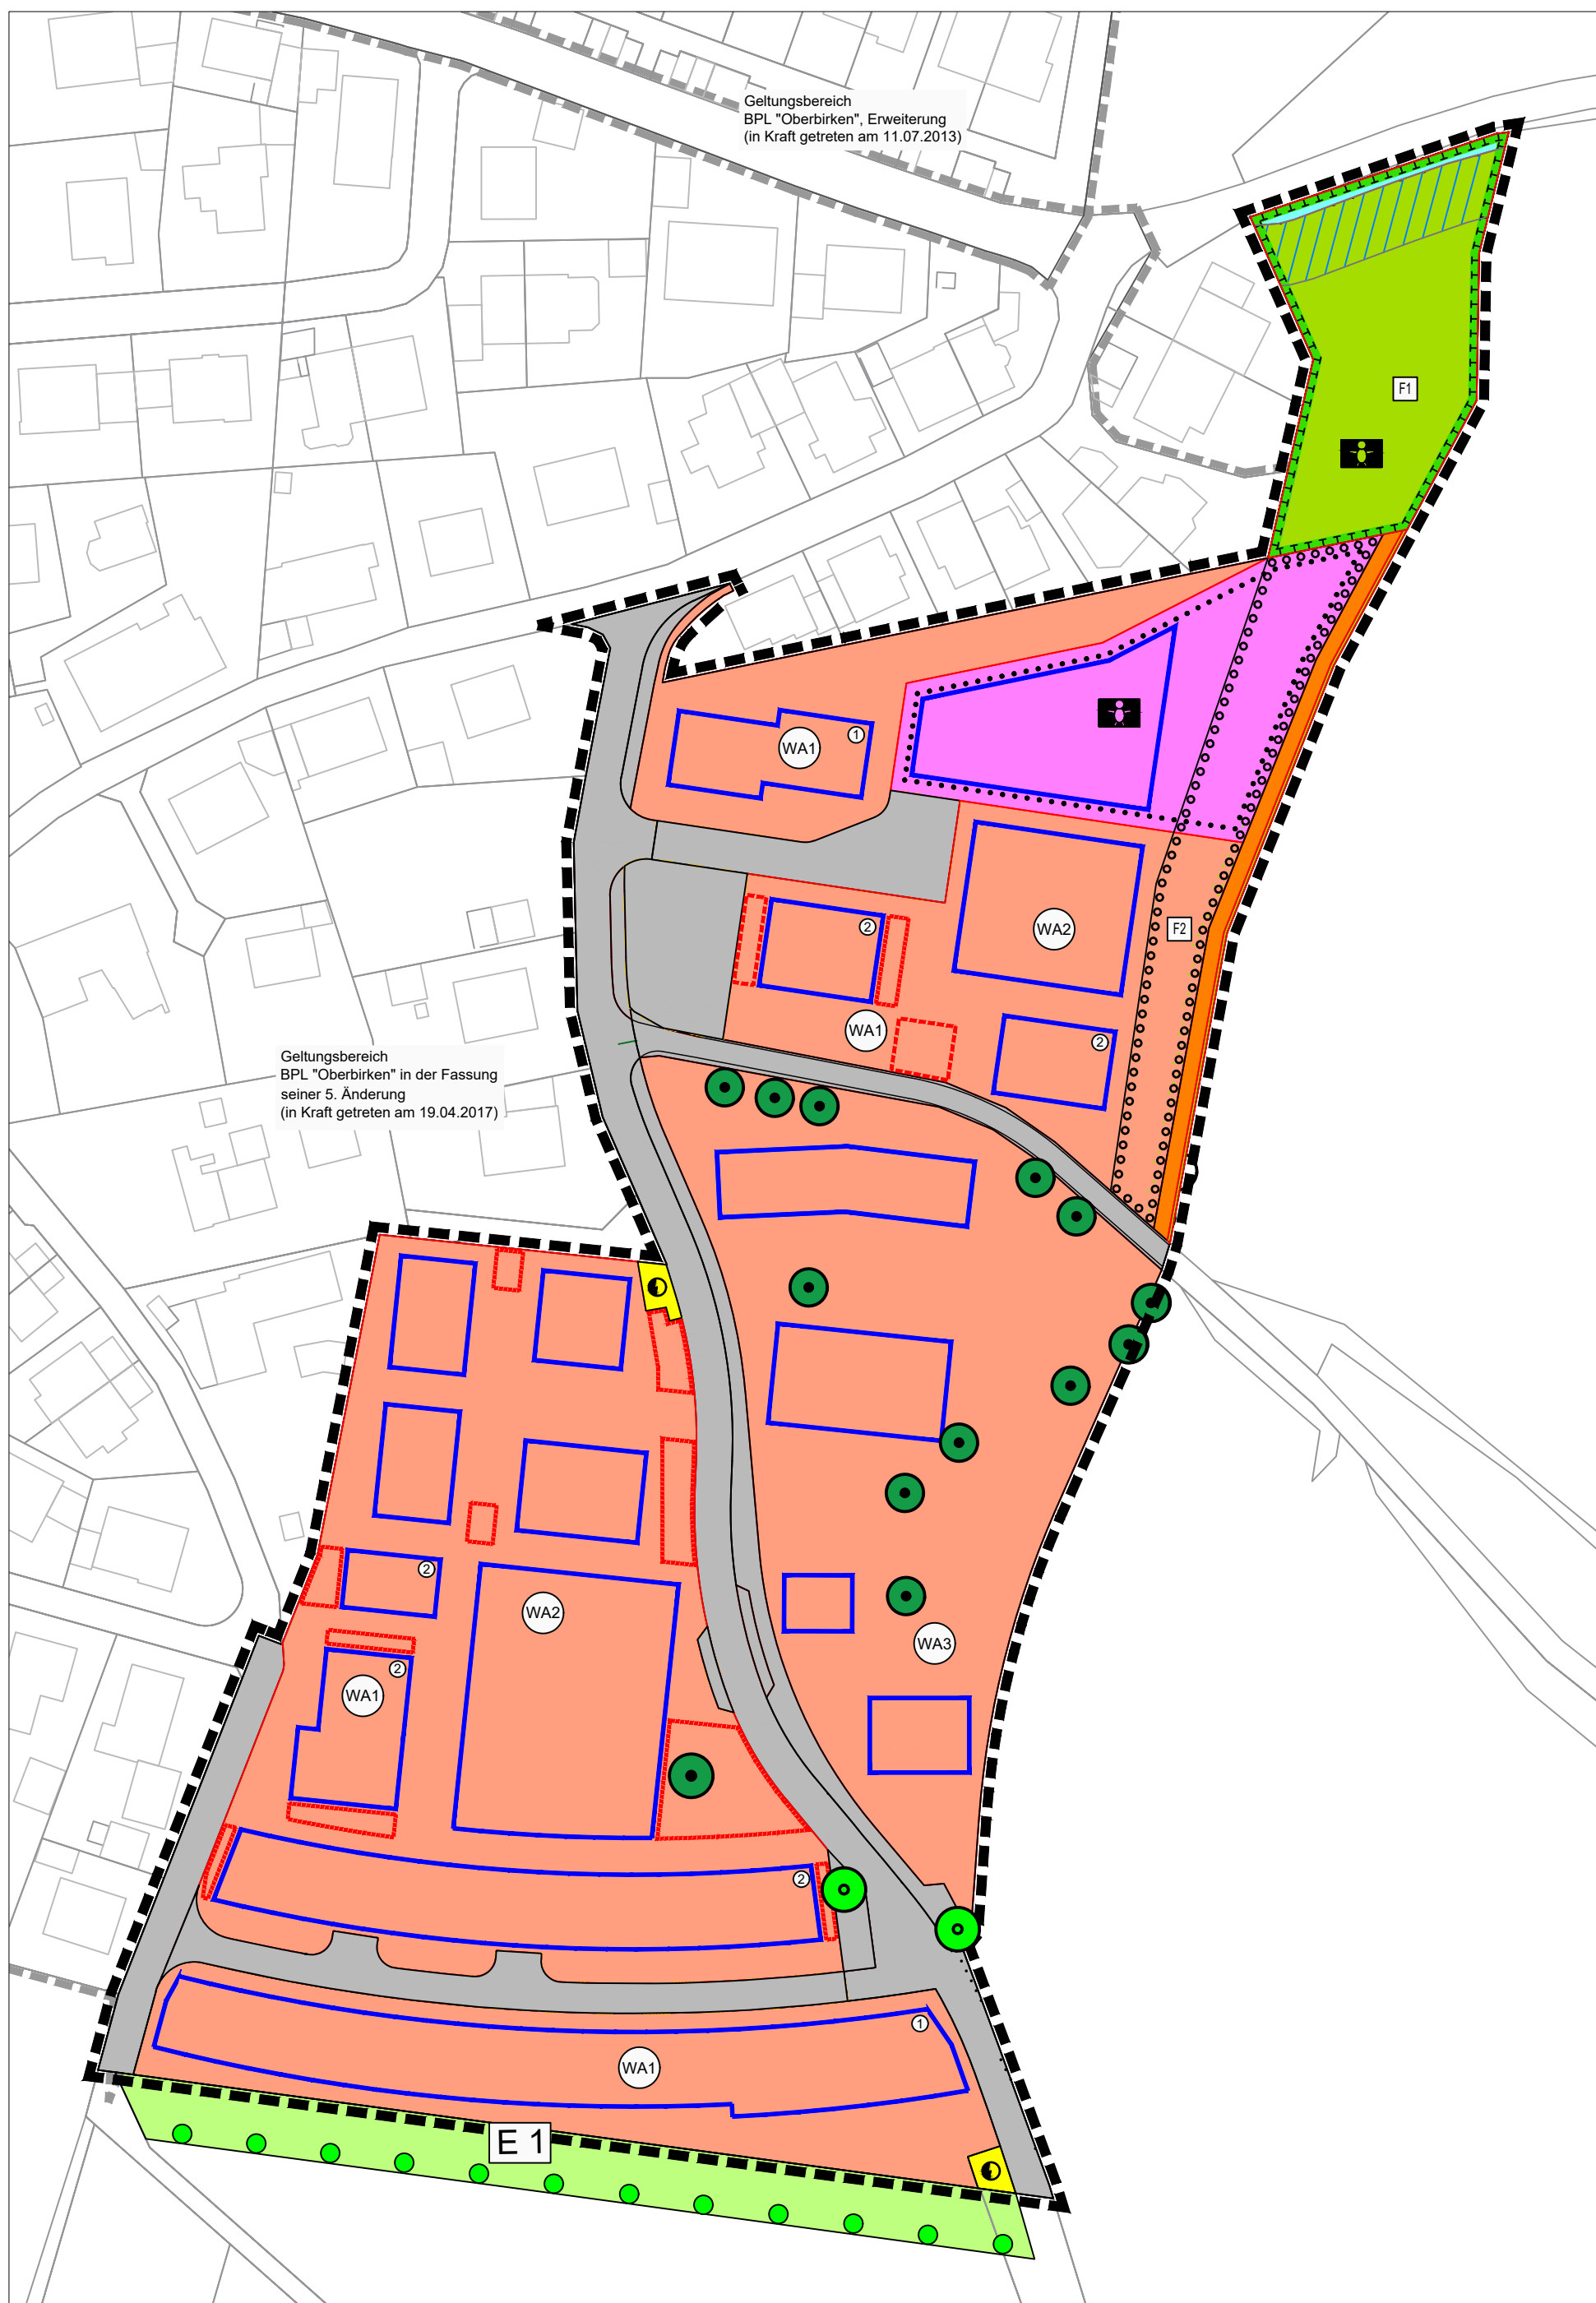 Geltungsbereich
BPL "Oberbirken", Erweiterung
(in Kraft getreten am 11.07.2013)
F1
WA1
1
2
WA2
F2
WA1
2
Geltungsbereich
BPL "Oberbirken" in der Fassung
seiner 5. Änderung
(in Kraft getreten am 19.04.2017)
2
WA2
WA3
2
WA1
2
1
WA1
E 1